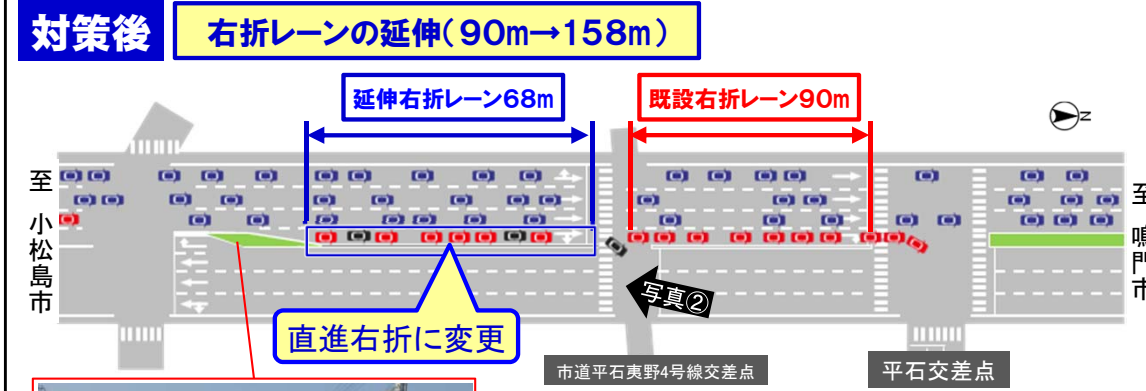 対策後
右折レーンの延伸(90m→158m)
延伸右折レーン68m
既設右折レーン90m
N
至 小松島市
至 鳴門市
写真②
直進右折に変更
市道平石夷野4号線交差点
平石交差点